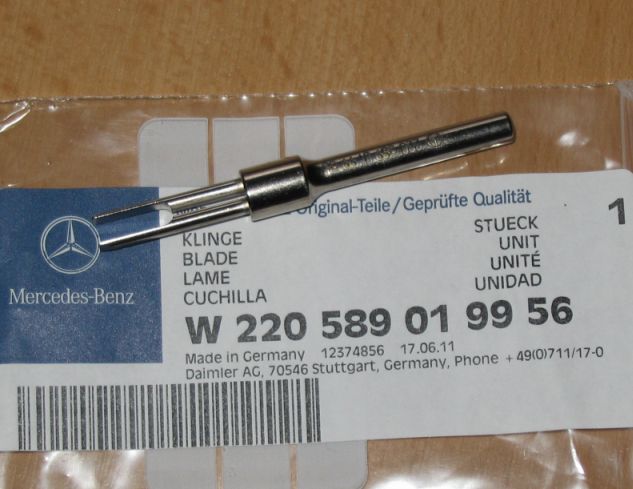 Original-Teile/Geprüfte Qualität
1
KLINGE STUECK
BLADE UNIT
LAME UNITÉ
CUCHILLA UNIDAD
Mercedes-Benz
W 220 589 01 99 56
Made in Germany 12374856 17.06.11
Daimler AG, 70546 Stuttgart, Germany, Phone + 49(0)711/17-0